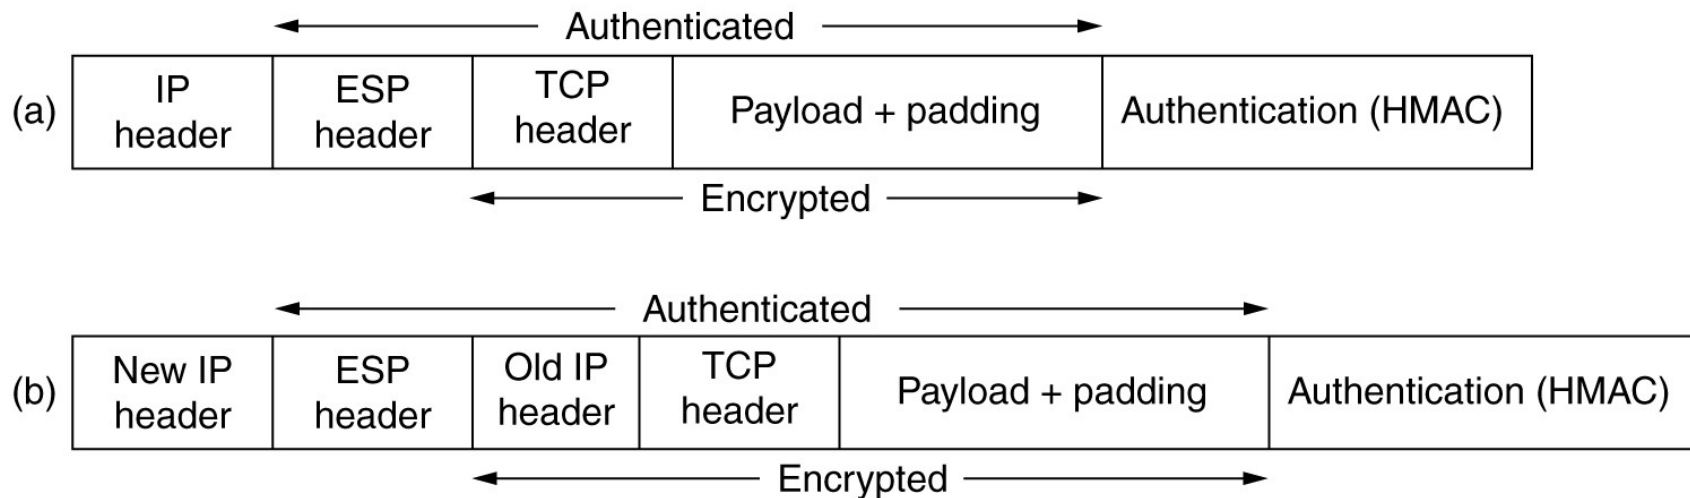 Authenticated
(a)
IP
header
ESP
header
TCP
header
Payload + padding
Authentication (HMAC)
Encrypted
Authenticated
(b)
New IP
header
ESP
header
Old IP
header
TCP
header
Payload + padding
Authentication (HMAC)
Encrypted